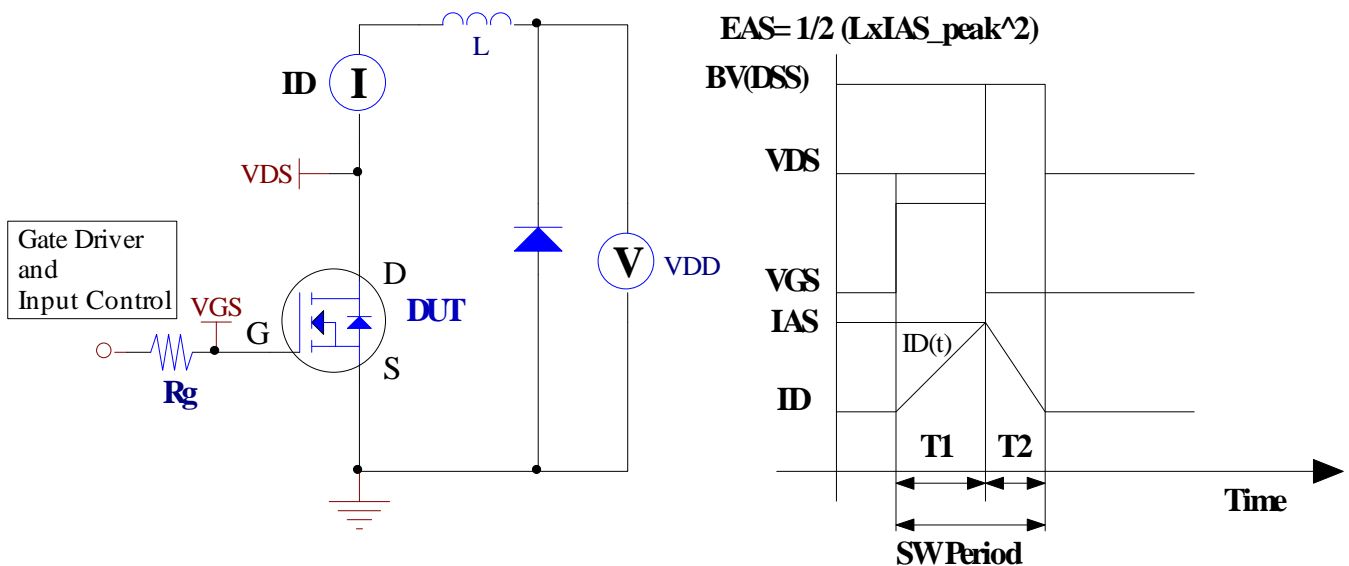 L
ID
I
VDS
Gate Driver
and
Input Control
VGS
G
D
DUT
S
Rg
V
VDD
EAS= 1/2 (LxIAS_peak^2)
BV(DSS)
VDS
VGS
IAS
ID(t)
ID
T1
T2
Time
SW Period